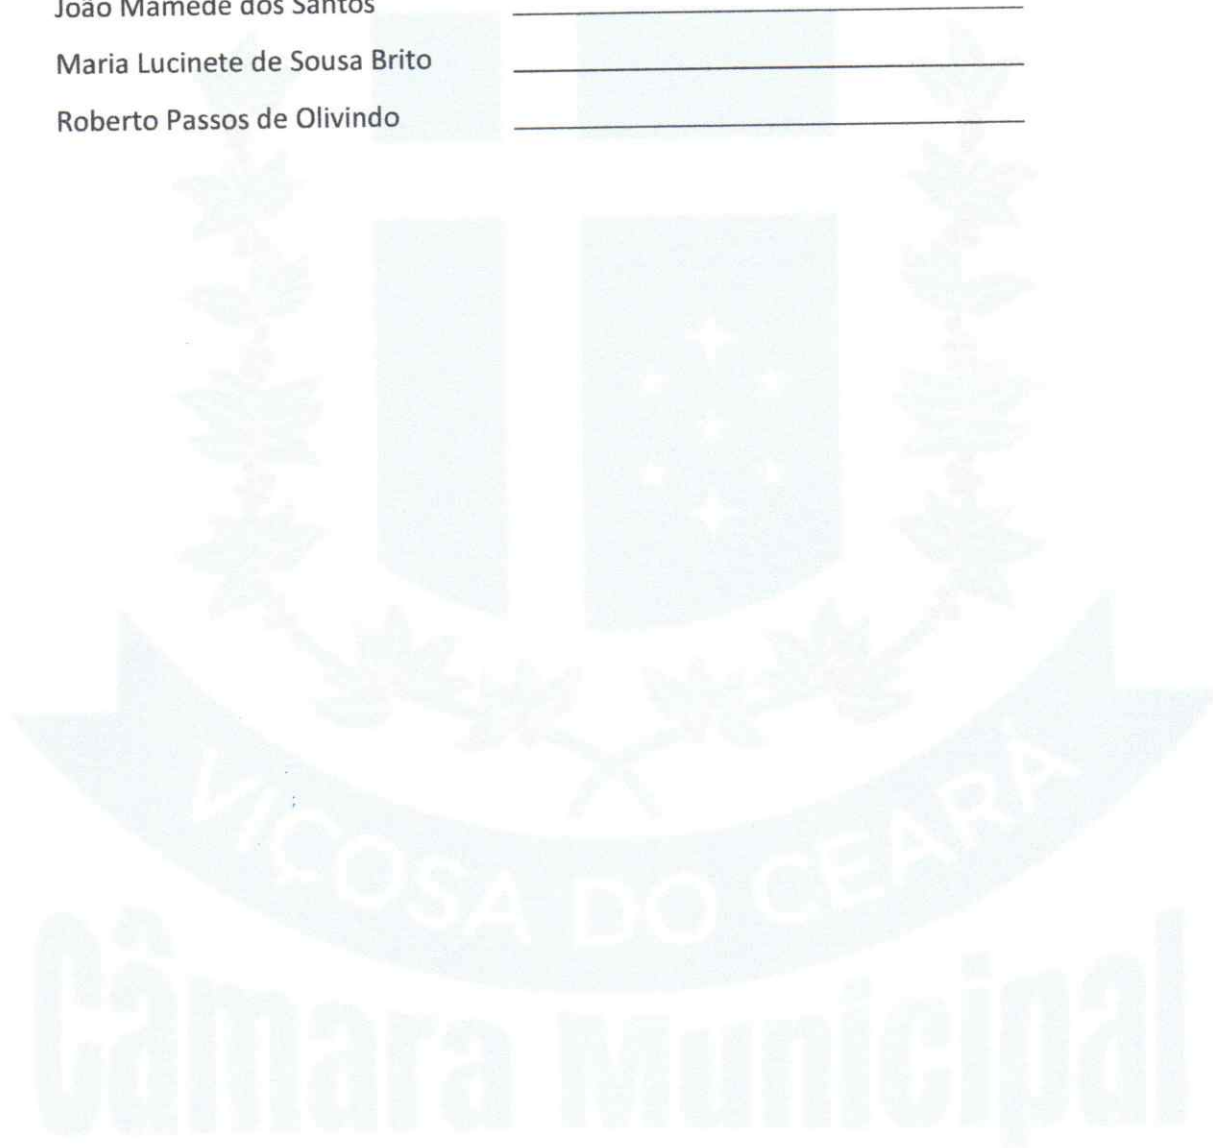 João Mamede dos Santos
Maria Lucinete de Sousa Brito
Roberto Passos de Olivindo
VIÇOSA DO CEARÁ
Câmara Municipal